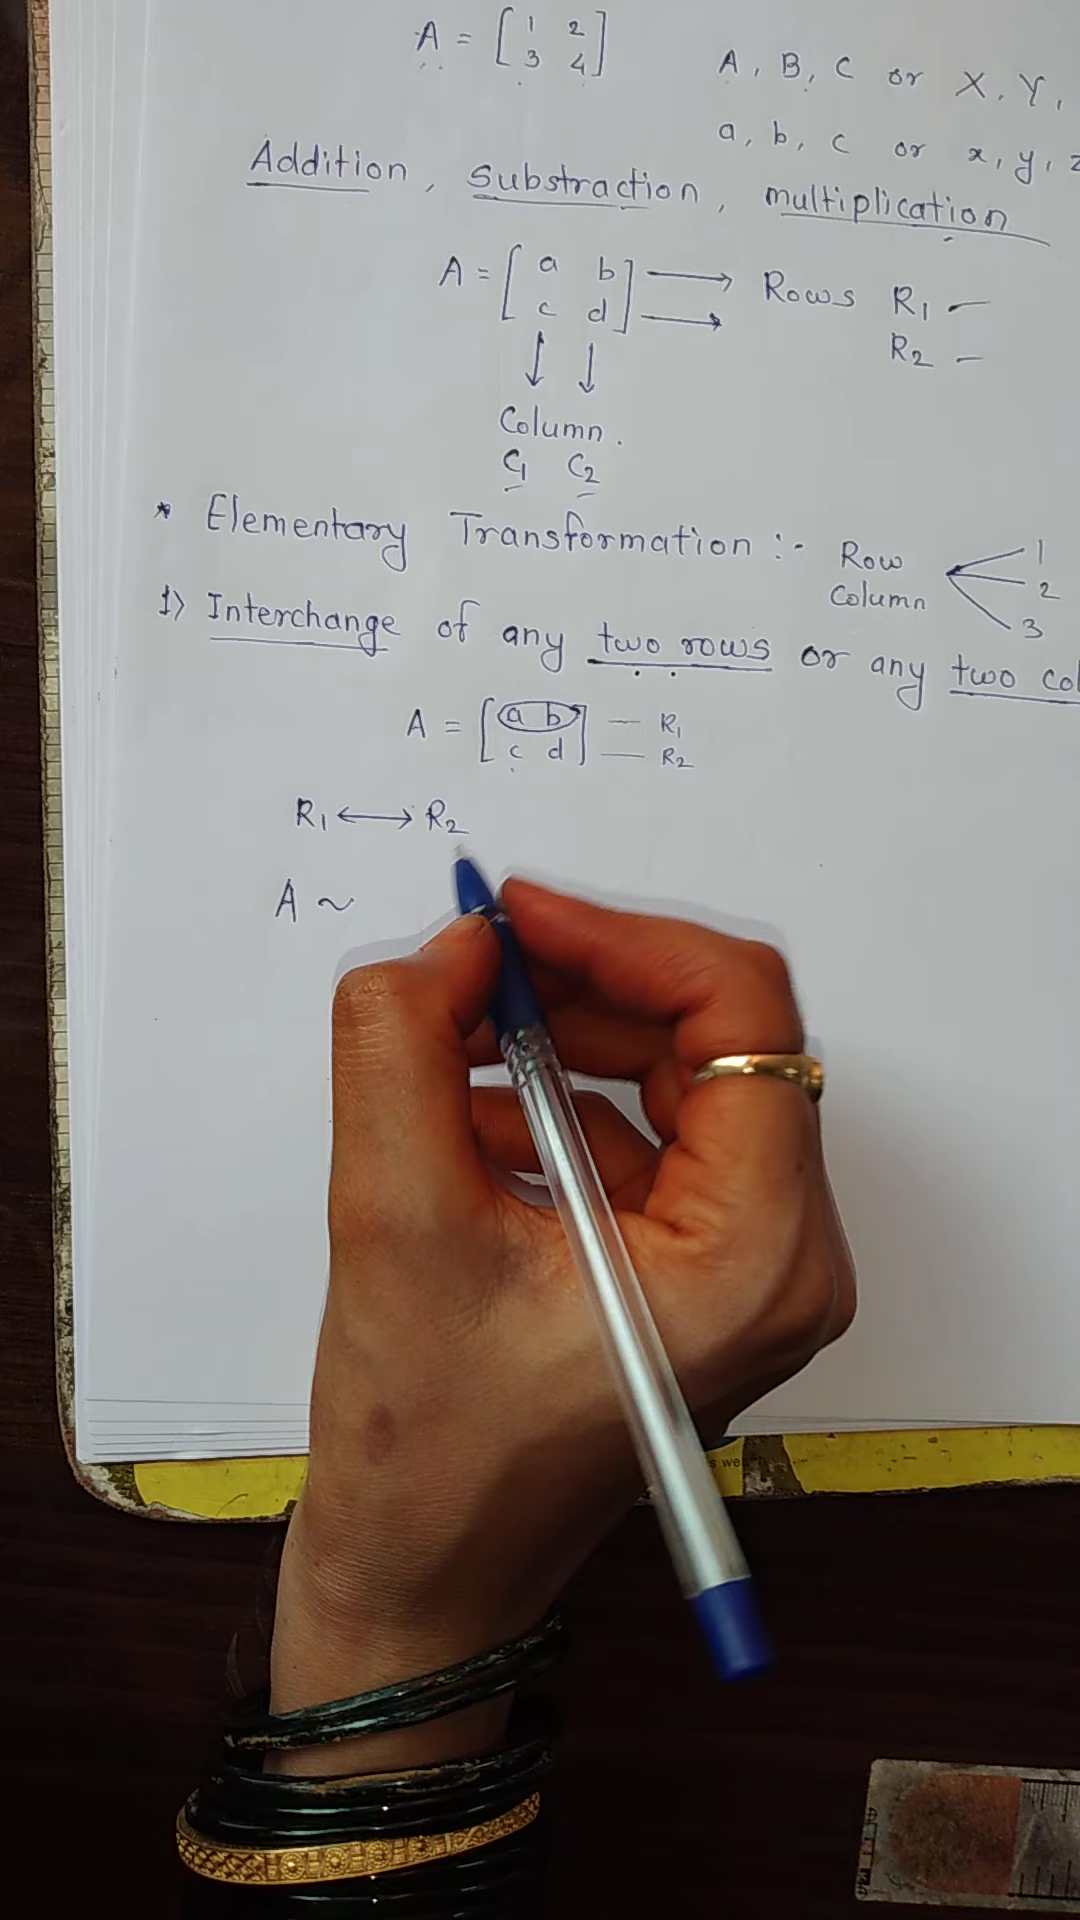 A = [ 1 2
3 4 ]
A, B, C or X, Y,
a, b, c or x, y, z
Addition, Substraction, multiplication
A = [ a b
c d ] Rows R1
R2
Column.
C1 C2
* Elementary Transformation :- Row 1
Column 2
3
1) Interchange of any two rows or any two col
A = [ a b — R1
c d ] — R2
R1 ↔ R2
A ~